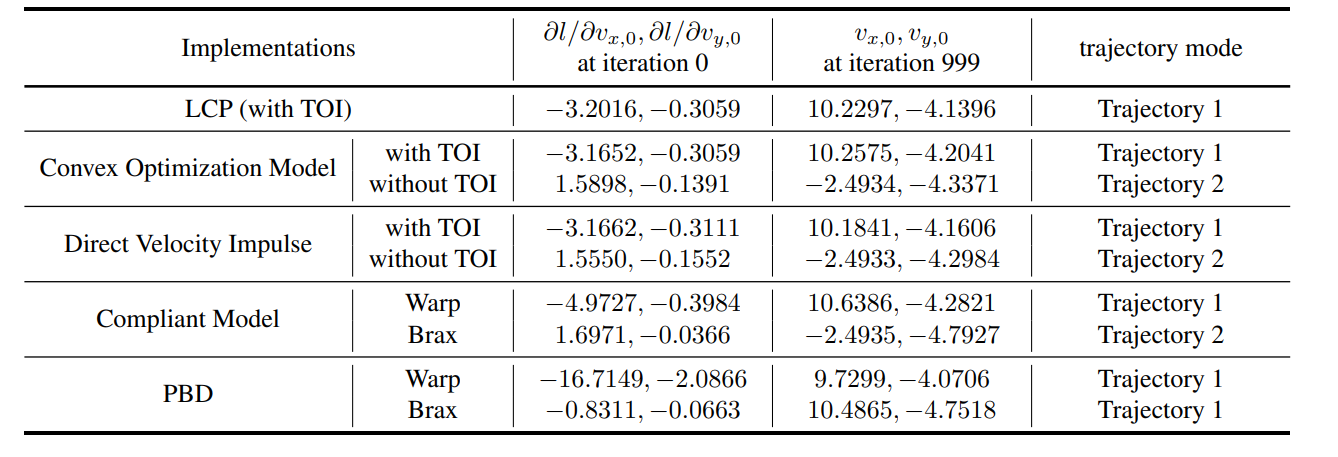 Implementations ∂l/∂v_{x,0}, ∂l/∂v_{y,0} at iteration 0 v_{x,0}, v_{y,0} at iteration 999 trajectory mode
LCP (with TOI) −3.2016, −0.3059 10.2297, −4.1396 Trajectory 1
Convex Optimization Model with TOI −3.1652, −0.3059 10.2575, −4.2041 Trajectory 1
without TOI 1.5898, −0.1391 −2.4934, −4.3371 Trajectory 2
Direct Velocity Impulse with TOI −3.1662, −0.3111 10.1841, −4.1606 Trajectory 1
without TOI 1.5550, −0.1552 −2.4933, −4.2984 Trajectory 2
Compliant Model Warp −4.9727, −0.3984 10.6386, −4.2821 Trajectory 1
Brax 1.6971, −0.0366 −2.4935, −4.7927 Trajectory 2
PBD Warp −16.7149, −2.0866 9.7299, −4.0706 Trajectory 1
Brax −0.8311, −0.0663 10.4865, −4.7518 Trajectory 1